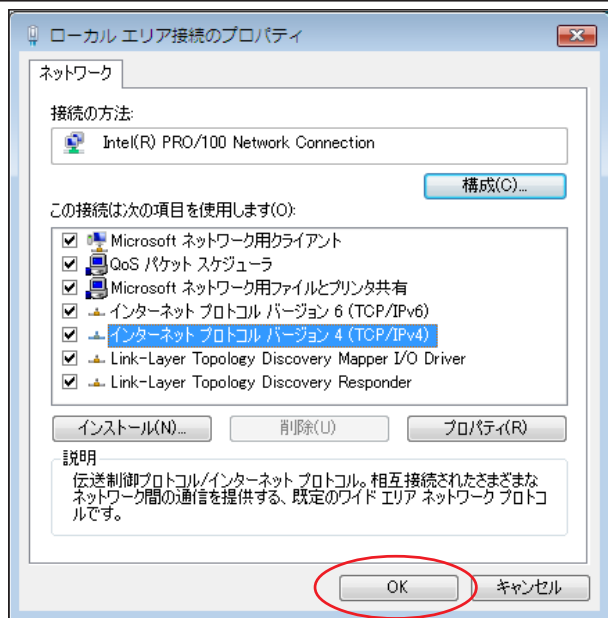 ローカル エリア接続のプロパティ
ネットワーク
接続の方法:
Intel(R) PRO/100 Network Connection
構成(C)...
この接続は次の項目を使用します(O):
Microsoft ネットワーク用クライアント
QoS パケット スケジューラ
Microsoft ネットワーク用ファイルとプリンタ共有
インターネット プロトコル バージョン 6 (TCP/IPv6)
インターネット プロトコル バージョン 4 (TCP/IPv4)
Link-Layer Topology Discovery Mapper I/O Driver
Link-Layer Topology Discovery Responder
インストール(N)... 削除(U) プロパティ(R)
説明
伝送制御プロトコル/インターネット プロトコル。相互接続されたさまざまな
ネットワーク間の通信を提供する、既定のワイド エリア ネットワーク プロトコ
ルです。
OK キャンセル